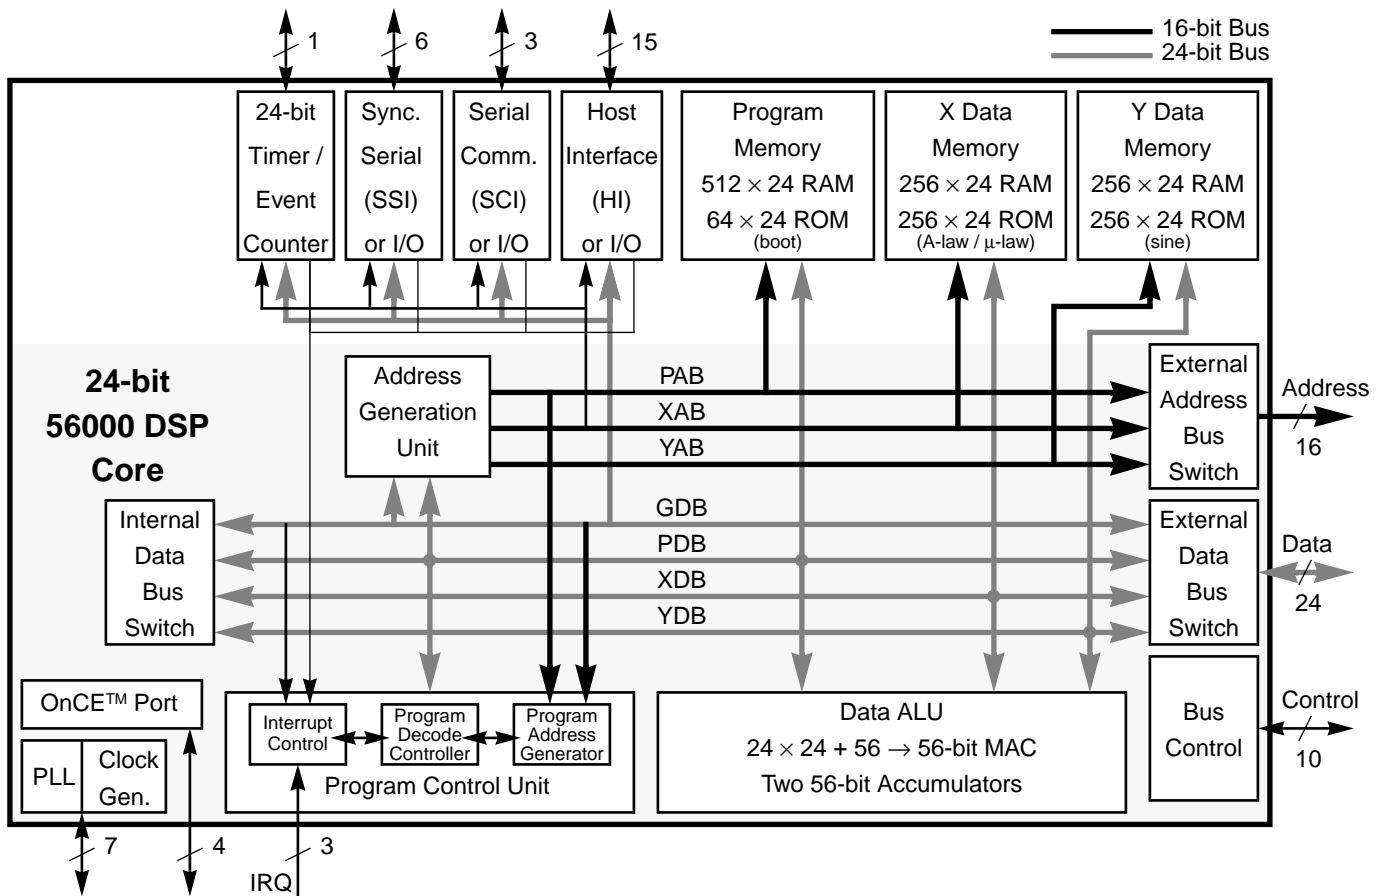 1
6
3
15
16-bit Bus
24-bit Bus
24-bit
Timer /
Event
Counter
Sync.
Serial
(SSI)
or I/O
Serial
Comm.
(SCI)
or I/O
Host
Interface
(HI)
or I/O
Program
Memory
512 × 24 RAM
64 × 24 ROM
(boot)
X Data
Memory
256 × 24 RAM
256 × 24 ROM
(A-law / μ-law)
Y Data
Memory
256 × 24 RAM
256 × 24 ROM
(sine)
24-bit
56000 DSP
Core
Address
Generation
Unit
PAB
XAB
YAB
External
Address
Bus
Switch
Address
16
Internal
Data
Bus
Switch
GDB
PDB
XDB
YDB
External
Data
Bus
Switch
Data
24
OnCE™ Port
PLL
Clock
Gen.
Interrupt
Control
Program
Decode
Controller
Program
Address
Generator
Program Control Unit
Data ALU
24 × 24 + 56 → 56-bit MAC
Two 56-bit Accumulators
Bus
Control
Control
10
7
4
3
IRQ